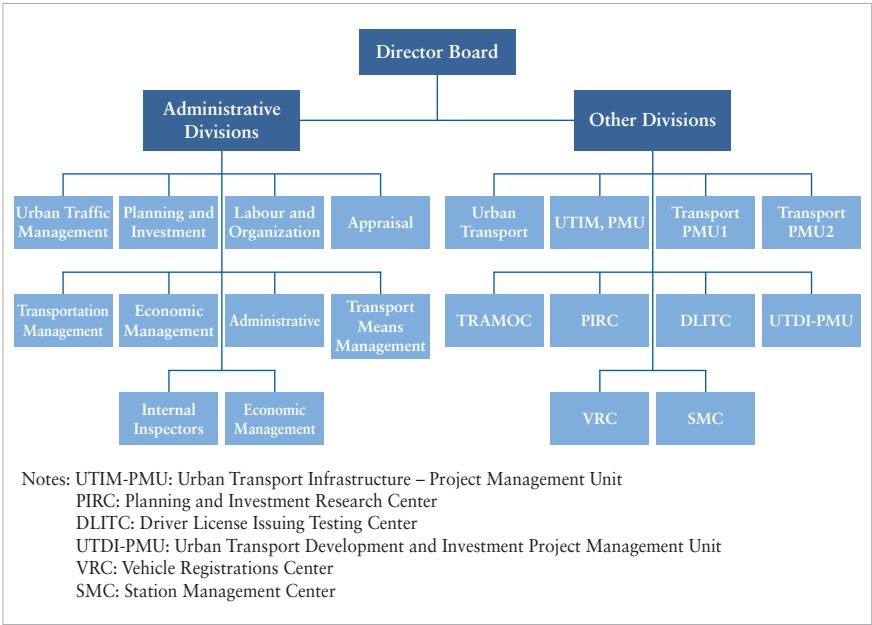 Director Board
Administrative
Divisions
Other Divisions
Urban Traffic
Management
Planning and
Investment
Labour and
Organization
Appraisal
Urban
Transport
UTIM, PMU
Transport
PMU1
Transport
PMU2
Transportation
Management
Economic
Management
Administrative
Transport
Means
Management
TRAMOC
PIRC
DLITC
UTDI-PMU
Internal
Inspectors
Economic
Management
VRC
SMC
Notes: UTIM-PMU: Urban Transport Infrastructure – Project Management Unit
PIRC: Planning and Investment Research Center
DLITC: Driver License Issuing Testing Center
UTDI-PMU: Urban Transport Development and Investment Project Management Unit
VRC: Vehicle Registrations Center
SMC: Station Management Center